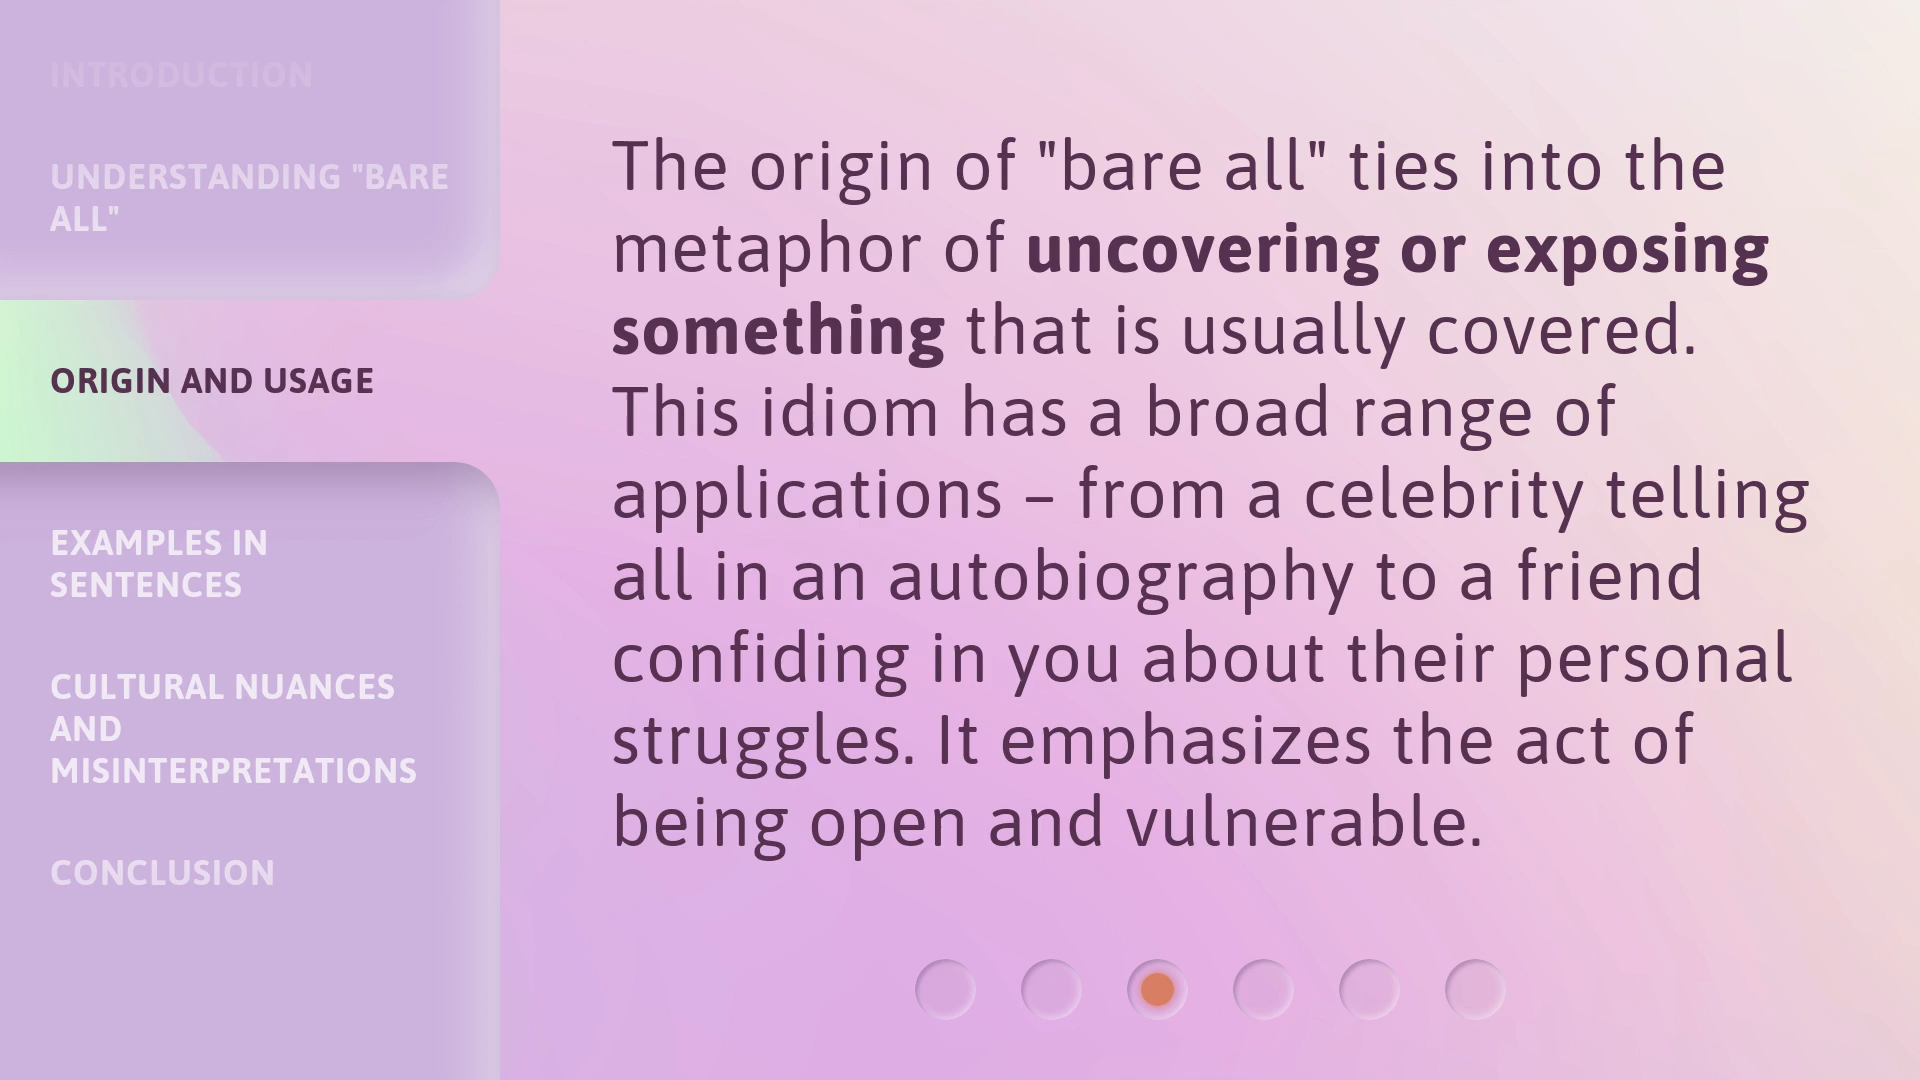 INTRODUCTION
UNDERSTANDING "BARE
ALL"
ORIGIN AND USAGE
EXAMPLES IN
SENTENCES
CULTURAL NUANCES
AND
MISINTERPRETATIONS
CONCLUSION
The origin of "bare all" ties into the
metaphor of uncovering or exposing
something that is usually covered.
This idiom has a broad range of
applications – from a celebrity telling
all in an autobiography to a friend
confiding in you about their personal
struggles. It emphasizes the act of
being open and vulnerable.